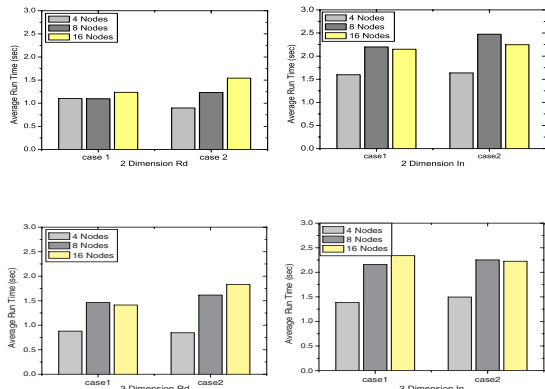 3.0
2.5
2.0
1.5
1.0
0.5
0.0
Average Run Time (sec)
4 Nodes
8 Nodes
16 Nodes
case 1
case 2
2 Dimension Rd
3.0
2.5
2.0
1.5
1.0
0.5
0.0
Average Run Time (sec)
4 Nodes
8 Nodes
16 Nodes
case1
case2
2 Dimension In
3.0
2.5
2.0
1.5
1.0
0.5
0.0
Average Run Time (sec)
4 Nodes
8 Nodes
16 Nodes
case1
case2
3 Dimension Rd
3.0
2.5
2.0
1.5
1.0
0.5
0.0
Average Run Time (sec)
4 Nodes
8 Nodes
16 Nodes
case1
case2
3 Dimension In